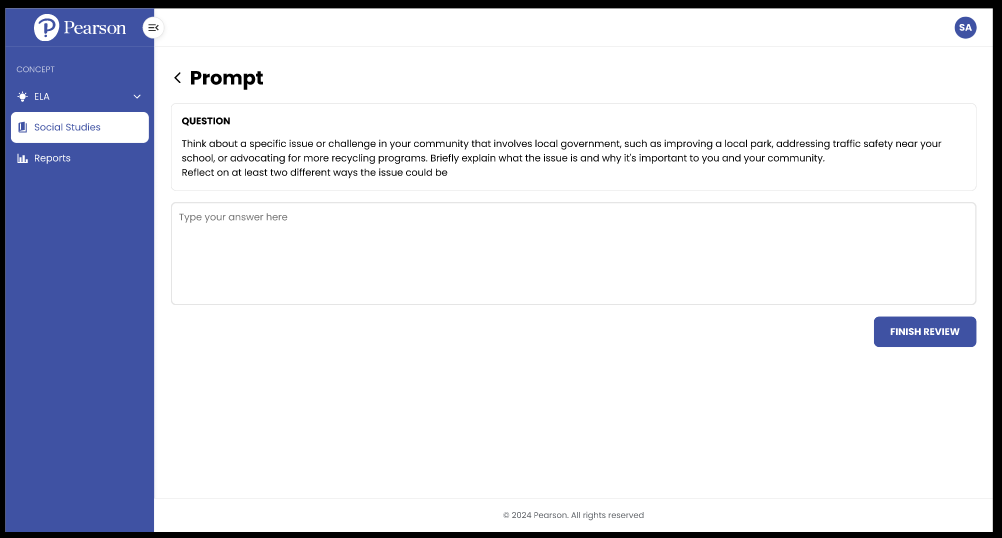 Pearson
SA
CONCEPT
ELA
Social Studies
Reports
Prompt
QUESTION
Think about a specific issue or challenge in your community that involves local government, such as improving a local park, addressing traffic safety near your
school, or advocating for more recycling programs. Briefly explain what the issue is and why it's important to you and your community.
Reflect on at least two different ways the issue could be
Type your answer here
FINISH REVIEW
© 2024 Pearson. All rights reserved